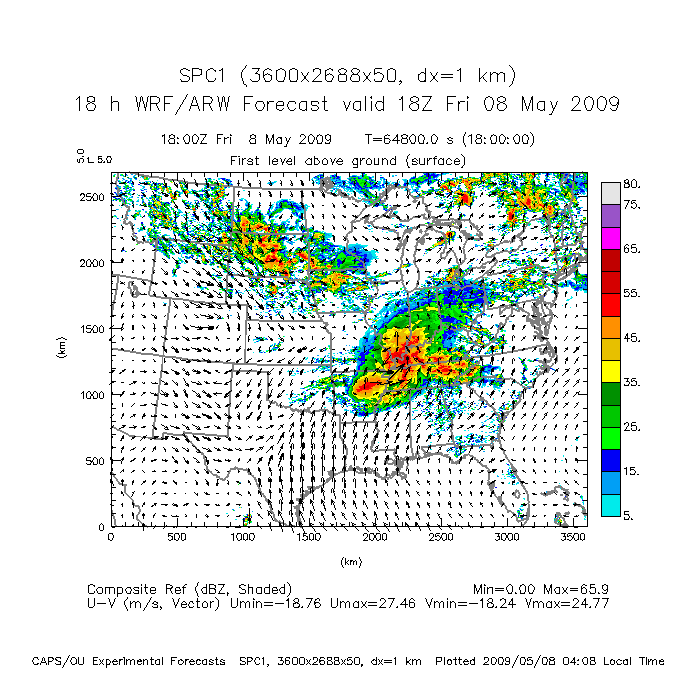 SPC1 (3600x2688x50, dx=1 km)
18 h WRF/ARW Forecast valid 18Z Fri 08 May 2009
18:00Z Fri 8 May 2009 T=64800.0 s (18:00:00)
5.0
5.0
First level above ground (surface)
2500
2000
1500
1000
500
0
(km)
0 500 1000 1500 2000 2500 3000 3500
(km)
80.
75.
65.
55.
45.
35.
25.
15.
5.
Composite Ref (dBZ, Shaded) Min=0.00 Max=65.9
U-V (m/s, Vector) Umin=-18.76 Umax=27.46 Vmin=-18.24 Vmax=24.77
CAPS/OU Experimental Forecasts SPC1, 3600x2688x50, dx=1 km Plotted 2009/05/08 04:08 Local Time